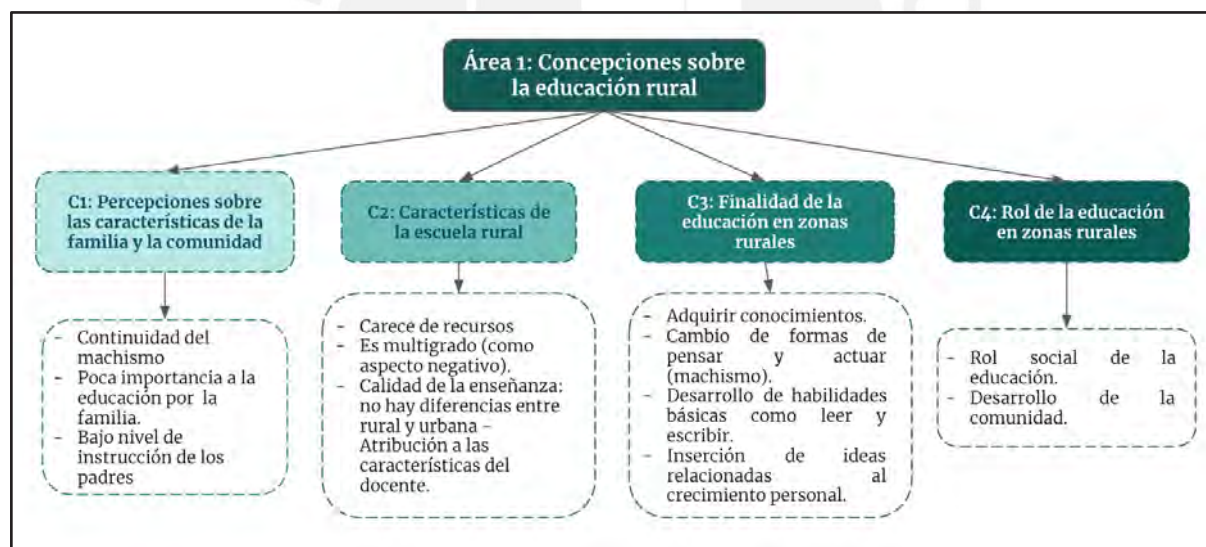 Área 1: Concepciones sobre
la educación rural
C1: Percepciones sobre
las características de la
familia y la comunidad
C2: Características de
la escuela rural
C3: Finalidad de la
educación en zonas
rurales
C4: Rol de la educación
en zonas rurales
- Continuidad del
machismo
- Poca importancia a la
educación por la
familia.
- Bajo nivel de
instrucción de los
padres
- Carece de recursos
- Es multigrado (como
aspecto negativo).
- Calidad de la enseñanza:
no hay diferencias entre
rural y urbana –
Atribución a las
características del
docente.
- Adquirir conocimientos.
- Cambio de formas de
pensar y actuar
(machismo).
- Desarrollo de habilidades
básicas como leer y
escribir.
- Inserción de ideas
relacionadas al
crecimiento personal.
- Rol social de la
educación.
- Desarrollo de la
comunidad.